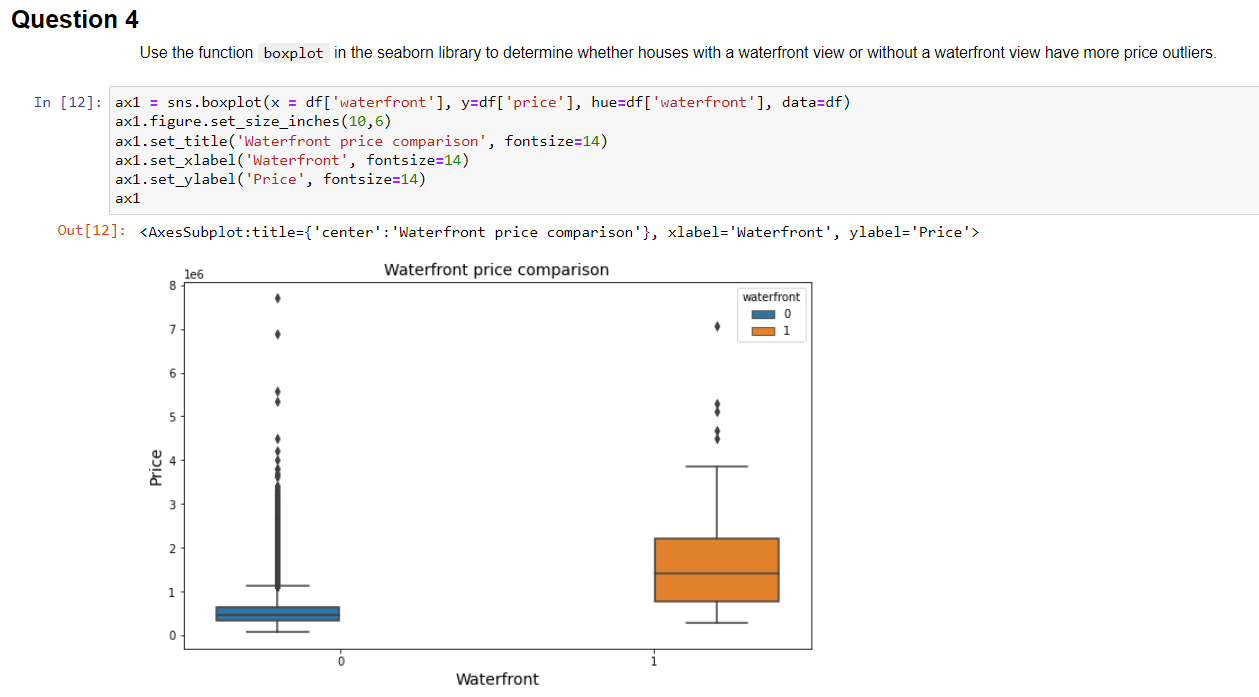 Question 4
Use the function boxplot in the seaborn library to determine whether houses with a waterfront view or without a waterfront view have more price outliers.
In [12]: ax1 = sns.boxplot(x = df['waterfront'], y=df['price'], hue=df['waterfront'], data=df)
ax1.figure.set_size_inches(10,6)
ax1.set_title('Waterfront price comparison', fontsize=14)
ax1.set_xlabel('Waterfront', fontsize=14)
ax1.set_ylabel('Price', fontsize=14)
ax1
Out[12]: <AxesSubplot:title={'center':'Waterfront price comparison'}, xlabel='Waterfront', ylabel='Price'>
Waterfront price comparison
1e6
waterfront
0
1
8
7
6
5
4
3
2
1
0
Price
0 1
Waterfront